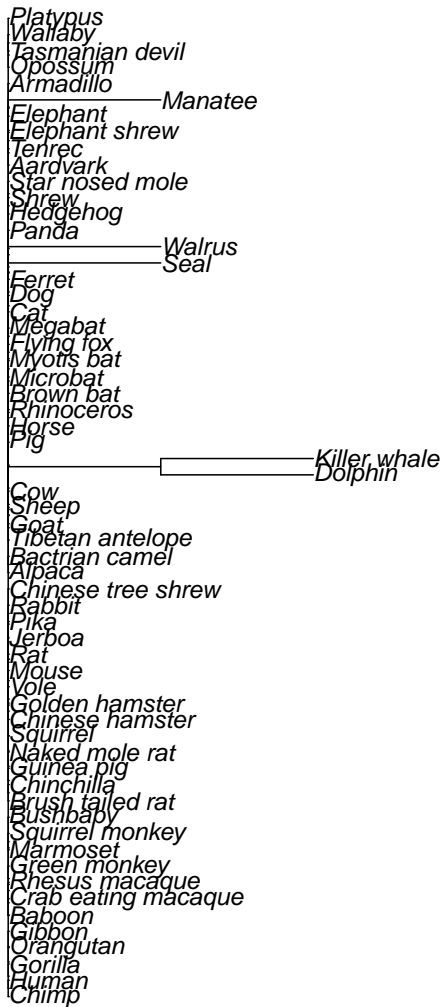 Platypus
Wallaby
Tasmanian devil
Opossum
Armadillo
Manatee
Elephant
Elephant shrew
Tenrec
Aardvark
Star nosed mole
Shrew
Hedgehog
Panda
Walrus
Seal
Ferret
Dog
Cat
Megabat
Flying fox
Myotis bat
Microbat
Brown bat
Rhinoceros
Horse
Pig
Killer whale
Dolphin
Cow
Sheep
Goat
Tibetan antelope
Bactrian camel
Alpaca
Chinese tree shrew
Rabbit
Pika
Jerboa
Rat
Mouse
Vole
Golden hamster
Chinese hamster
Squirrel
Naked mole rat
Guinea pig
Chinchilla
Brush tailed rat
Bushbaby
Squirrel monkey
Marmoset
Green monkey
Rhesus macaque
Crab eating macaque
Baboon
Gibbon
Orangutan
Gorilla
Human
Chimp